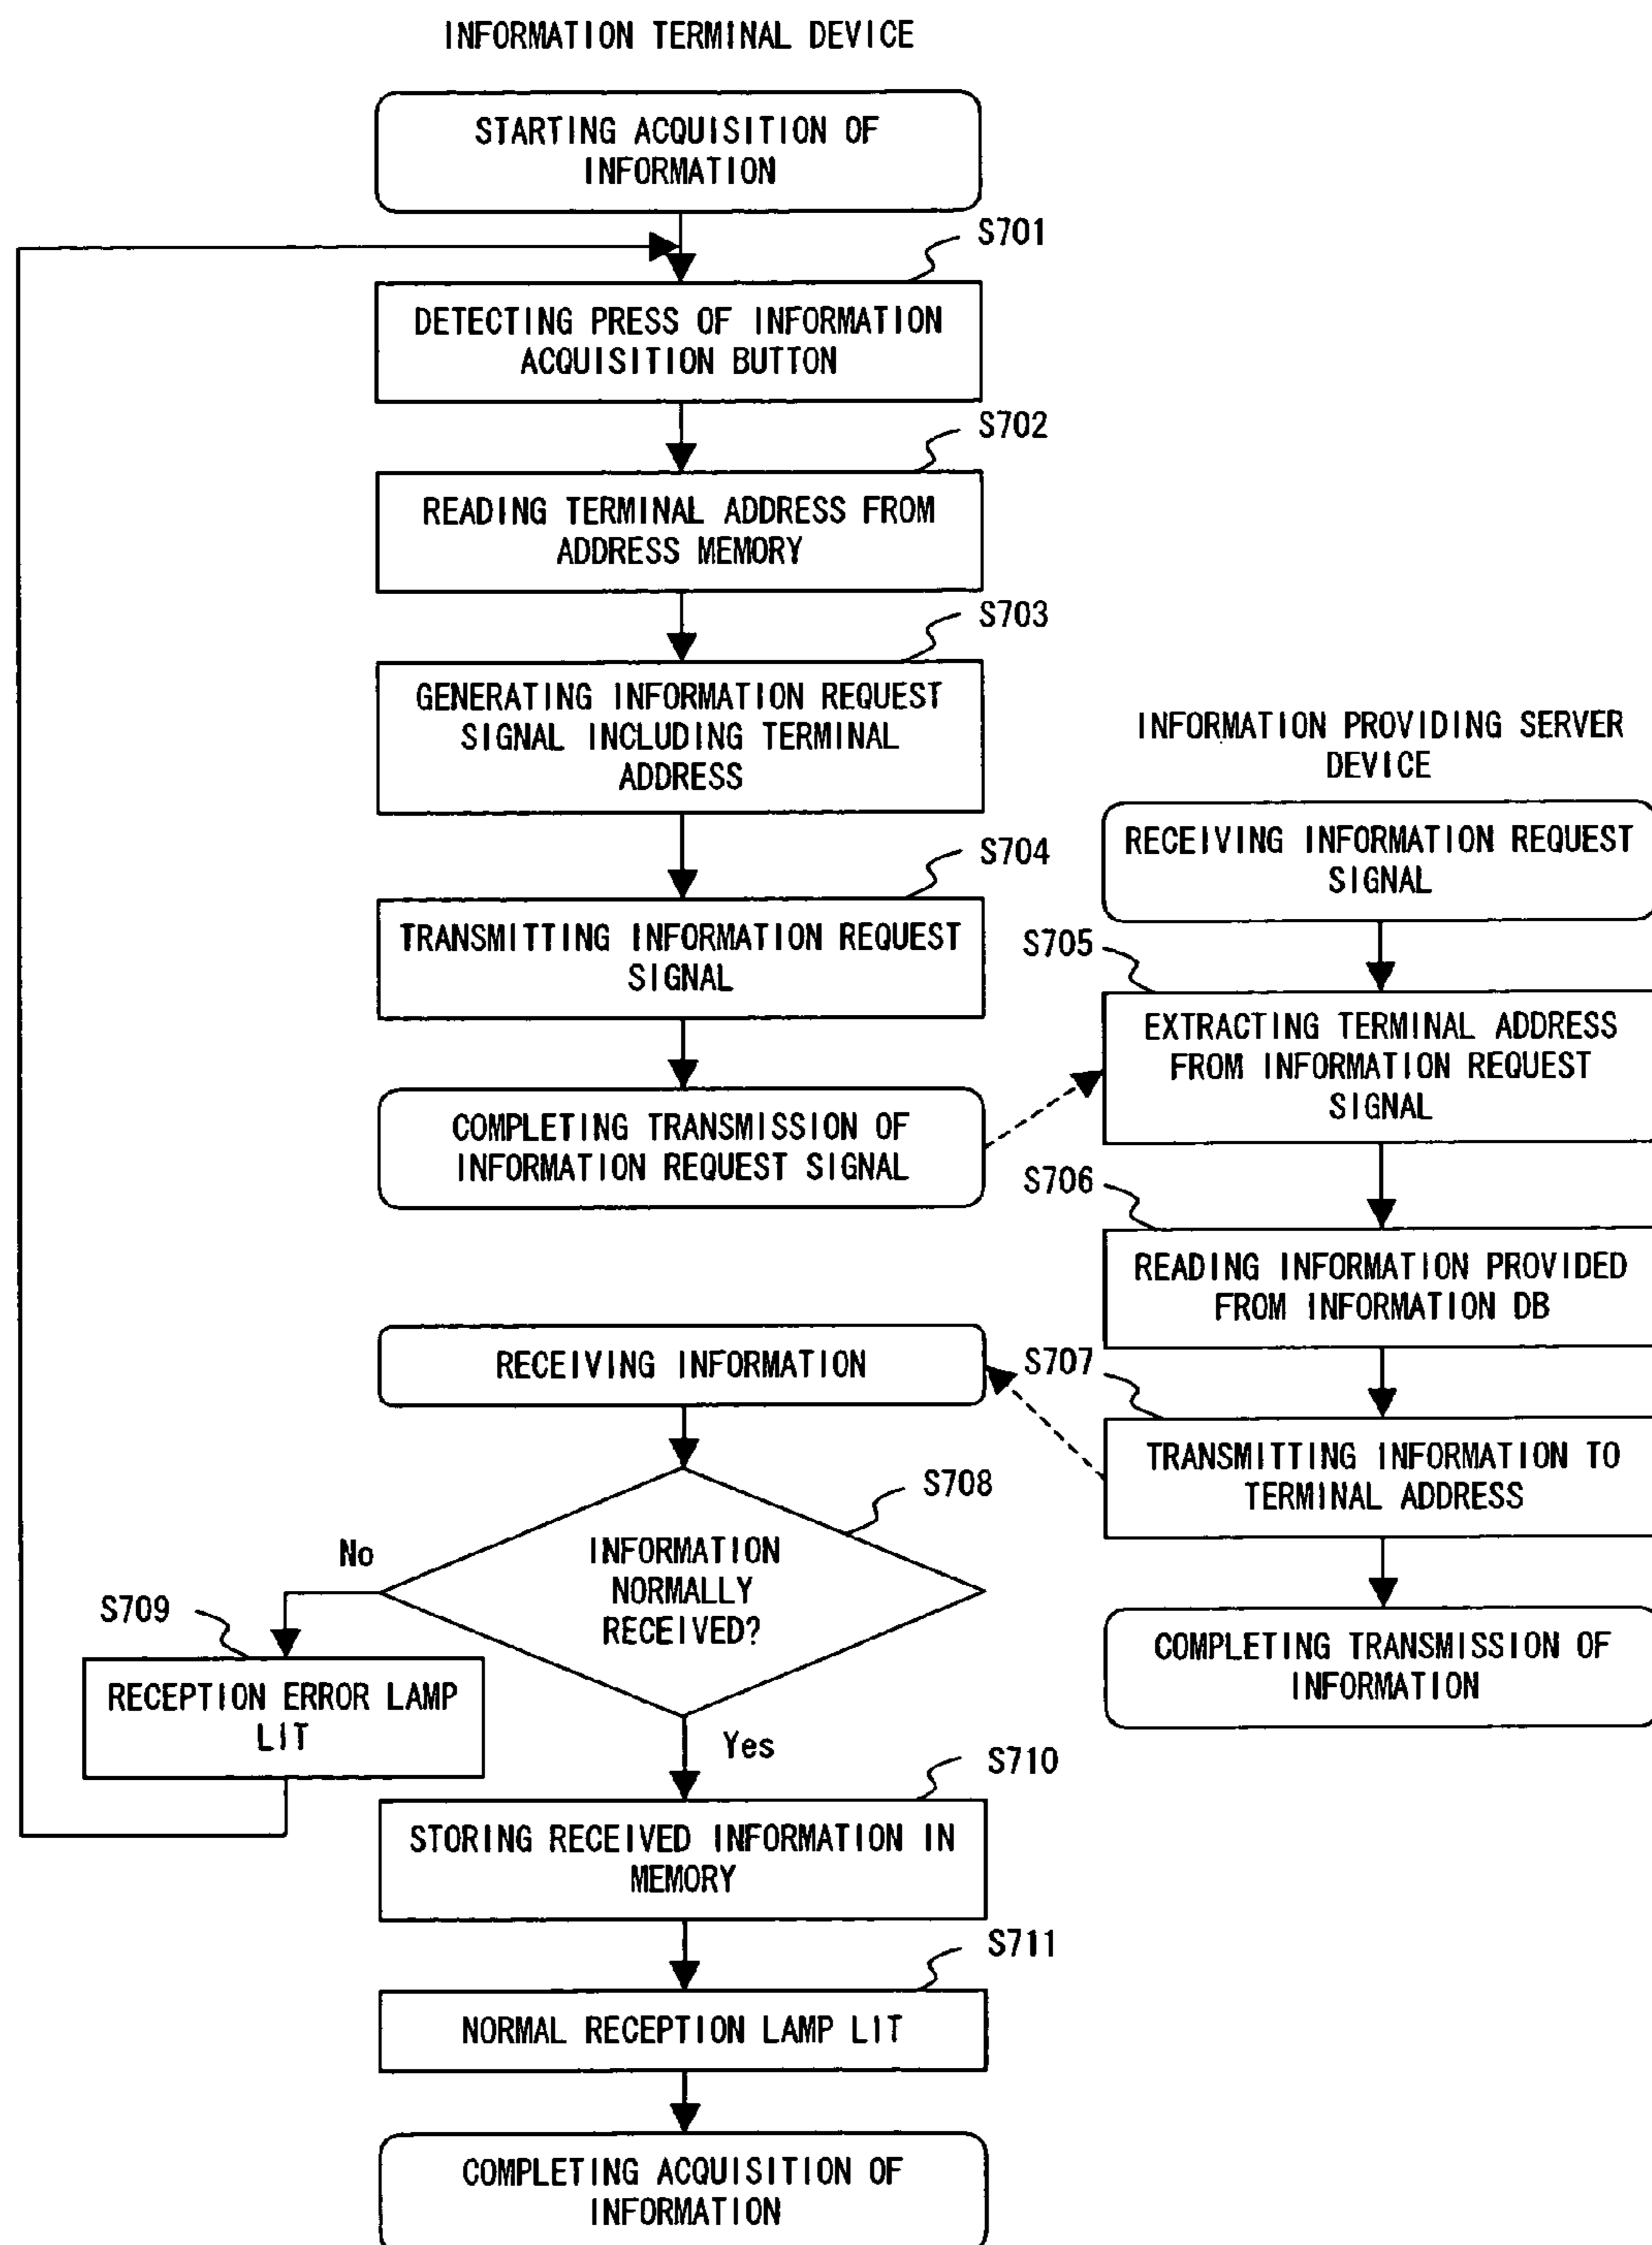 INFORMATION TERMINAL DEVICE
STARTING ACQUISITION OF
INFORMATION
S701
DETECTING PRESS OF INFORMATION
ACQUISITION BUTTON
S702
READING TERMINAL ADDRESS FROM
ADDRESS MEMORY
S703
GENERATING INFORMATION REQUEST
SIGNAL INCLUDING TERMINAL
ADDRESS
S704
TRANSMITTING INFORMATION REQUEST
SIGNAL
COMPLETING TRANSMISSION OF
INFORMATION REQUEST SIGNAL
INFORMATION PROVIDING SERVER
DEVICE
RECEIVING INFORMATION REQUEST
SIGNAL
S705
EXTRACTING TERMINAL ADDRESS
FROM INFORMATION REQUEST
SIGNAL
S706
READING INFORMATION PROVIDED
FROM INFORMATION DB
S707
TRANSMITTING INFORMATION TO
TERMINAL ADDRESS
COMPLETING TRANSMISSION OF
INFORMATION
RECEIVING INFORMATION
S708
INFORMATION
NORMALLY
RECEIVED?
No
S709
RECEPTION ERROR LAMP
LIT
Yes
S710
STORING RECEIVED INFORMATION IN
MEMORY
S711
NORMAL RECEPTION LAMP LIT
COMPLETING ACQUISITION OF
INFORMATION